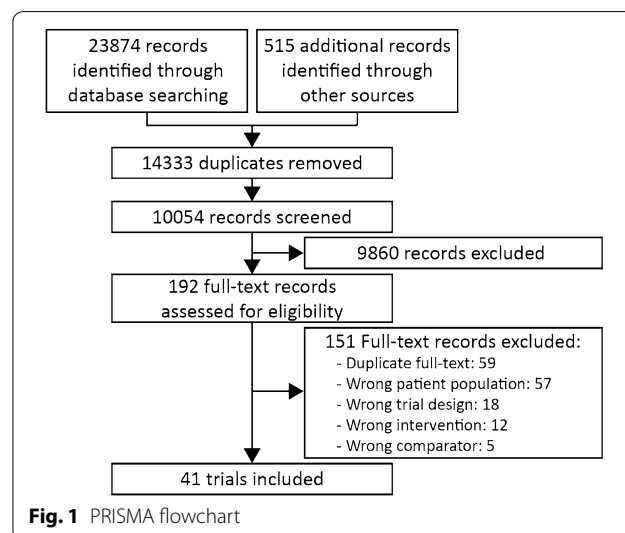 23874 records
identified through
database searching
515 additional records
identified through
other sources
14333 duplicates removed
10054 records screened
9860 records excluded
192 full-text records
assessed for eligibility
151 Full-text records excluded:
- Duplicate full-text: 59
- Wrong patient population: 57
- Wrong trial design: 18
- Wrong intervention: 12
- Wrong comparator: 5
41 trials included
Fig. 1 PRISMA flowchart